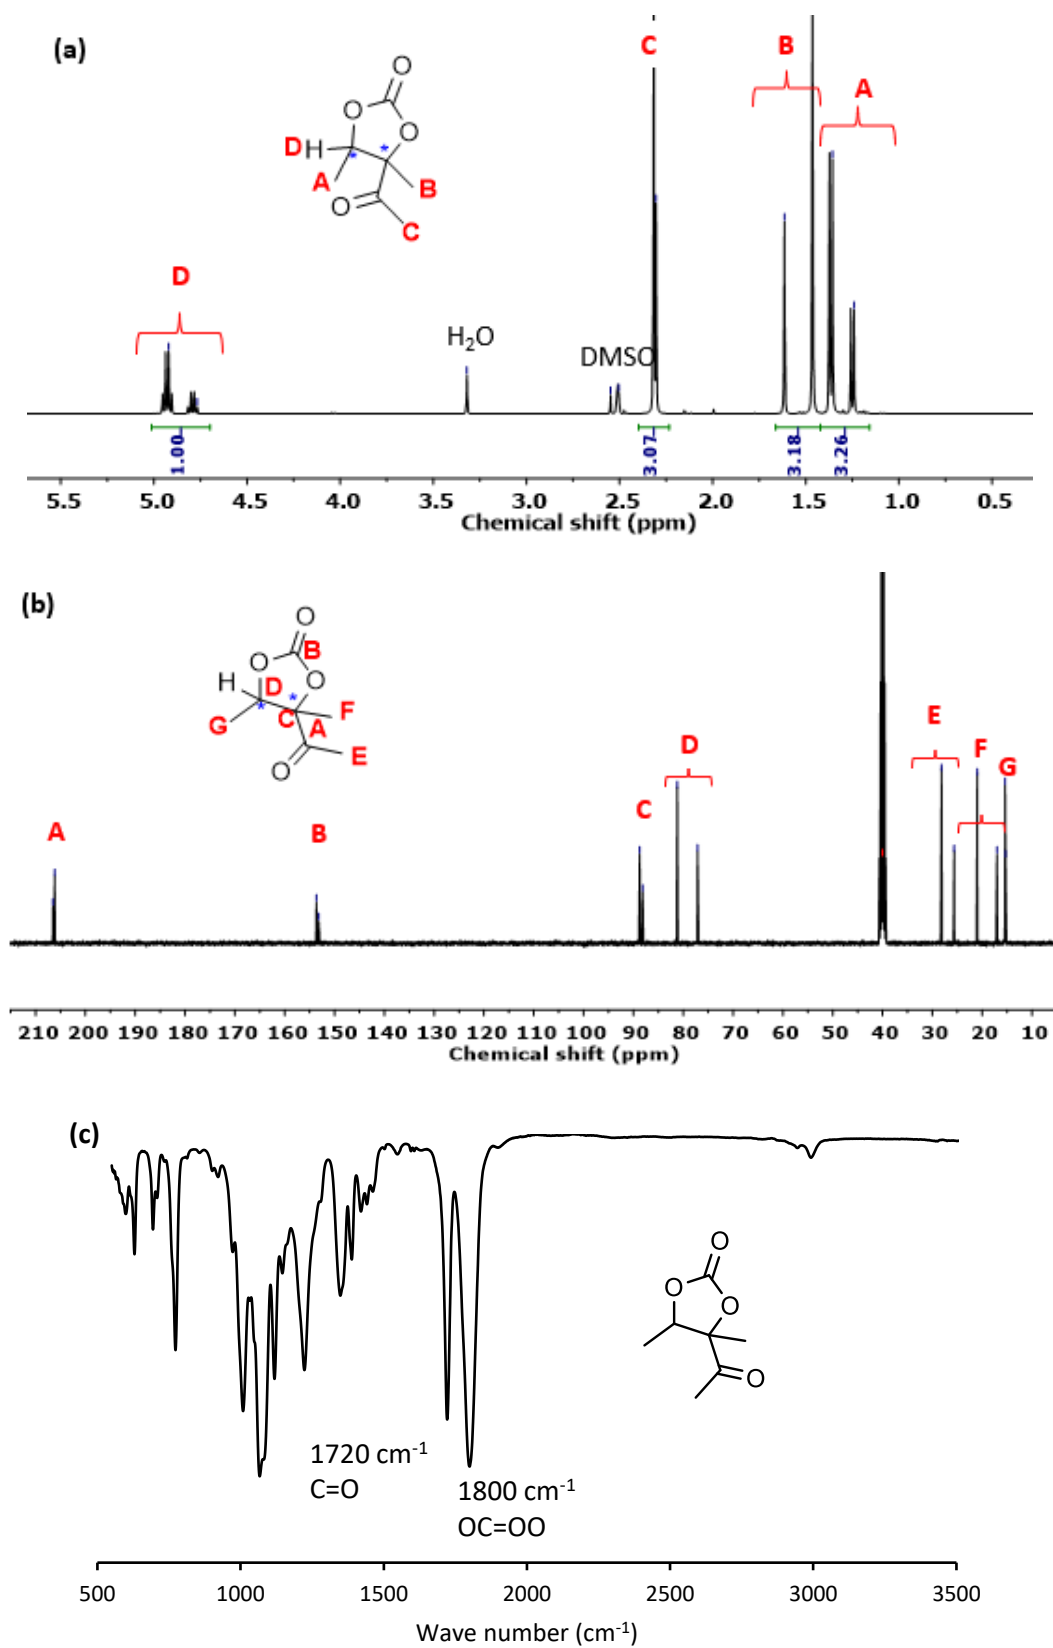 (a)
C
B
A
O
O
O
DH
*
*
A
B
O
C
D
H2O
DMSO
1.00
3.07
3.18
3.26
5.5 5.0 4.5 4.0 3.5 3.0 2.5 2.0 1.5 1.0 0.5
Chemical shift (ppm)
(b)
O
B
O
O
H
D
*
*
G
C
A
F
O
E
A
B
C
D
E
F
G
210 200 190 180 170 160 150 140 130 120 110 100 90 80 70 60 50 40 30 20 10
Chemical shift (ppm)
(c)
O
O
O
O
1720 cm-1
C=O
1800 cm-1
OC=OO
500 1000 1500 2000 2500 3000 3500
Wave number (cm-1)